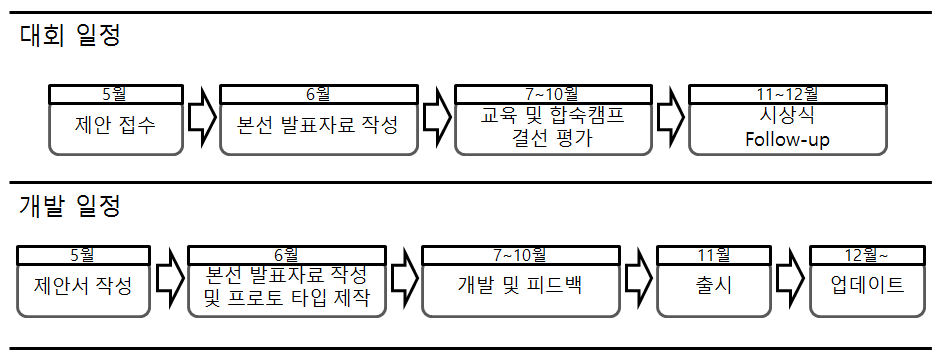 대회 일정
5월
제안 접수
6월
본선 발표자료 작성
7~10월
교육 및 합숙캠프
결선 평가
11~12월
시상식
Follow-up
개발 일정
5월
제안서 작성
6월
본선 발표자료 작성
및 프로토 타입 제작
7~10월
개발 및 피드백
11월
출시
12월~
업데이트